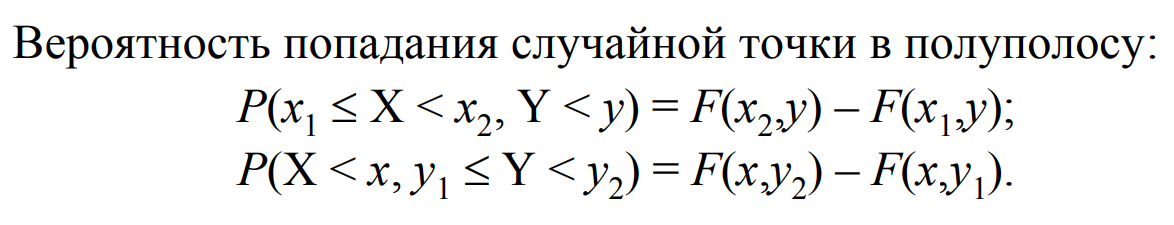 Вероятность попадания случайной точки в полуполосу:
P(x₁ ≤ X < x₂, Y < y) = F(x₂,y) – F(x₁,y);
P(X < x, y₁ ≤ Y < y₂) = F(x,y₂) – F(x,y₁).